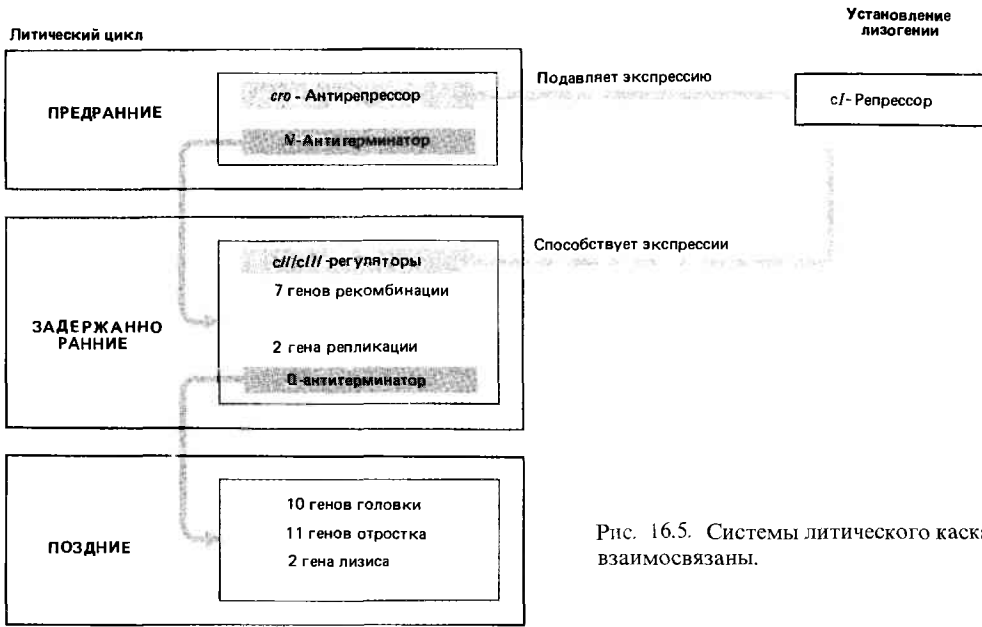 Установление
лизогении
Литический цикл
ПРЕДРАННИЕ
cro - Антирепрессор
N-Антитерминатор
Подавляет экспрессию
cI- Репрессор
ЗАДЕРЖАННО
РАННИЕ
cII/cIII -регуляторы
7 генов рекомбинации
2 гена репликации
Q-антитерминатор
Способствует экспрессии
ПОЗДНИЕ
10 генов головки
11 генов отростка
2 гена лизиса
Рис. 16.5. Системы литического каск
взаимосвязаны.